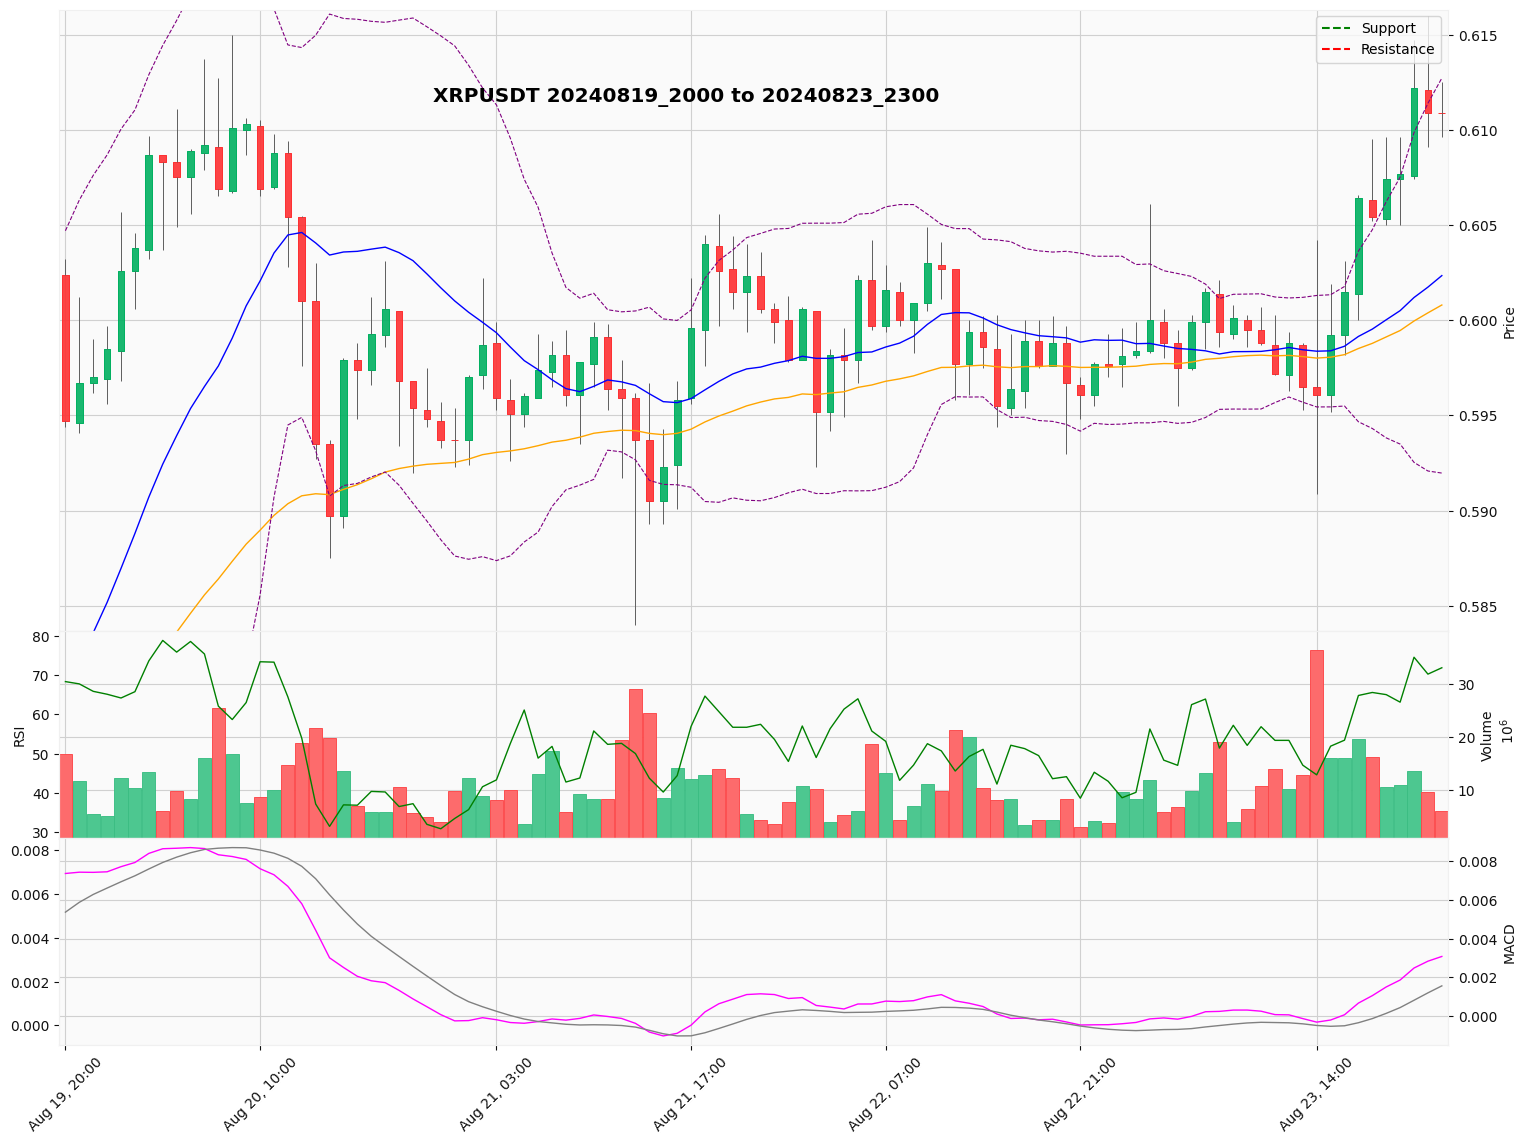 XRPUSDT 20240819_2000 to 20240823_2300
Support
Resistance
0.615
0.610
0.605
0.600
0.595
0.590
0.585
Price
80
70
60
50
40
30
RSI
30
20
10
Volume
10^6
0.008
0.006
0.004
0.002
0.000
0.008
0.006
0.004
0.002
0.000
MACD
Aug 19, 20:00
Aug 20, 10:00
Aug 21, 03:00
Aug 21, 17:00
Aug 22, 07:00
Aug 22, 21:00
Aug 23, 14:00